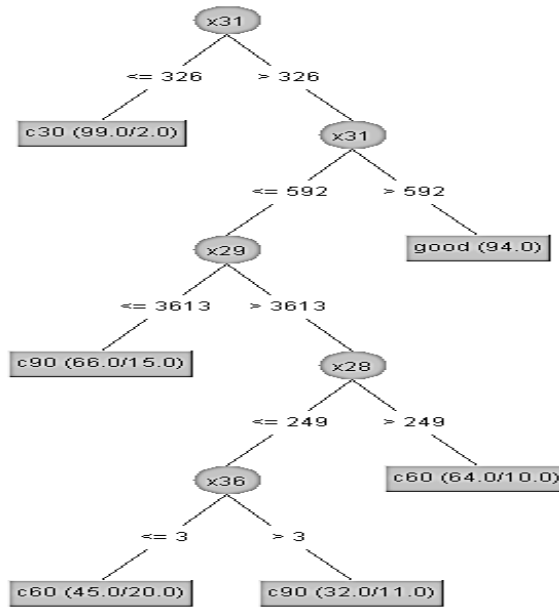 x31
<= 326 > 326
c30 (99.0/2.0) x31
<= 592 > 592
x29 good (94.0)
<= 3613 > 3613
c90 (66.0/15.0) x28
<= 249 > 249
x36 c60 (64.0/10.0)
<= 3 > 3
c60 (45.0/20.0) c90 (32.0/11.0)